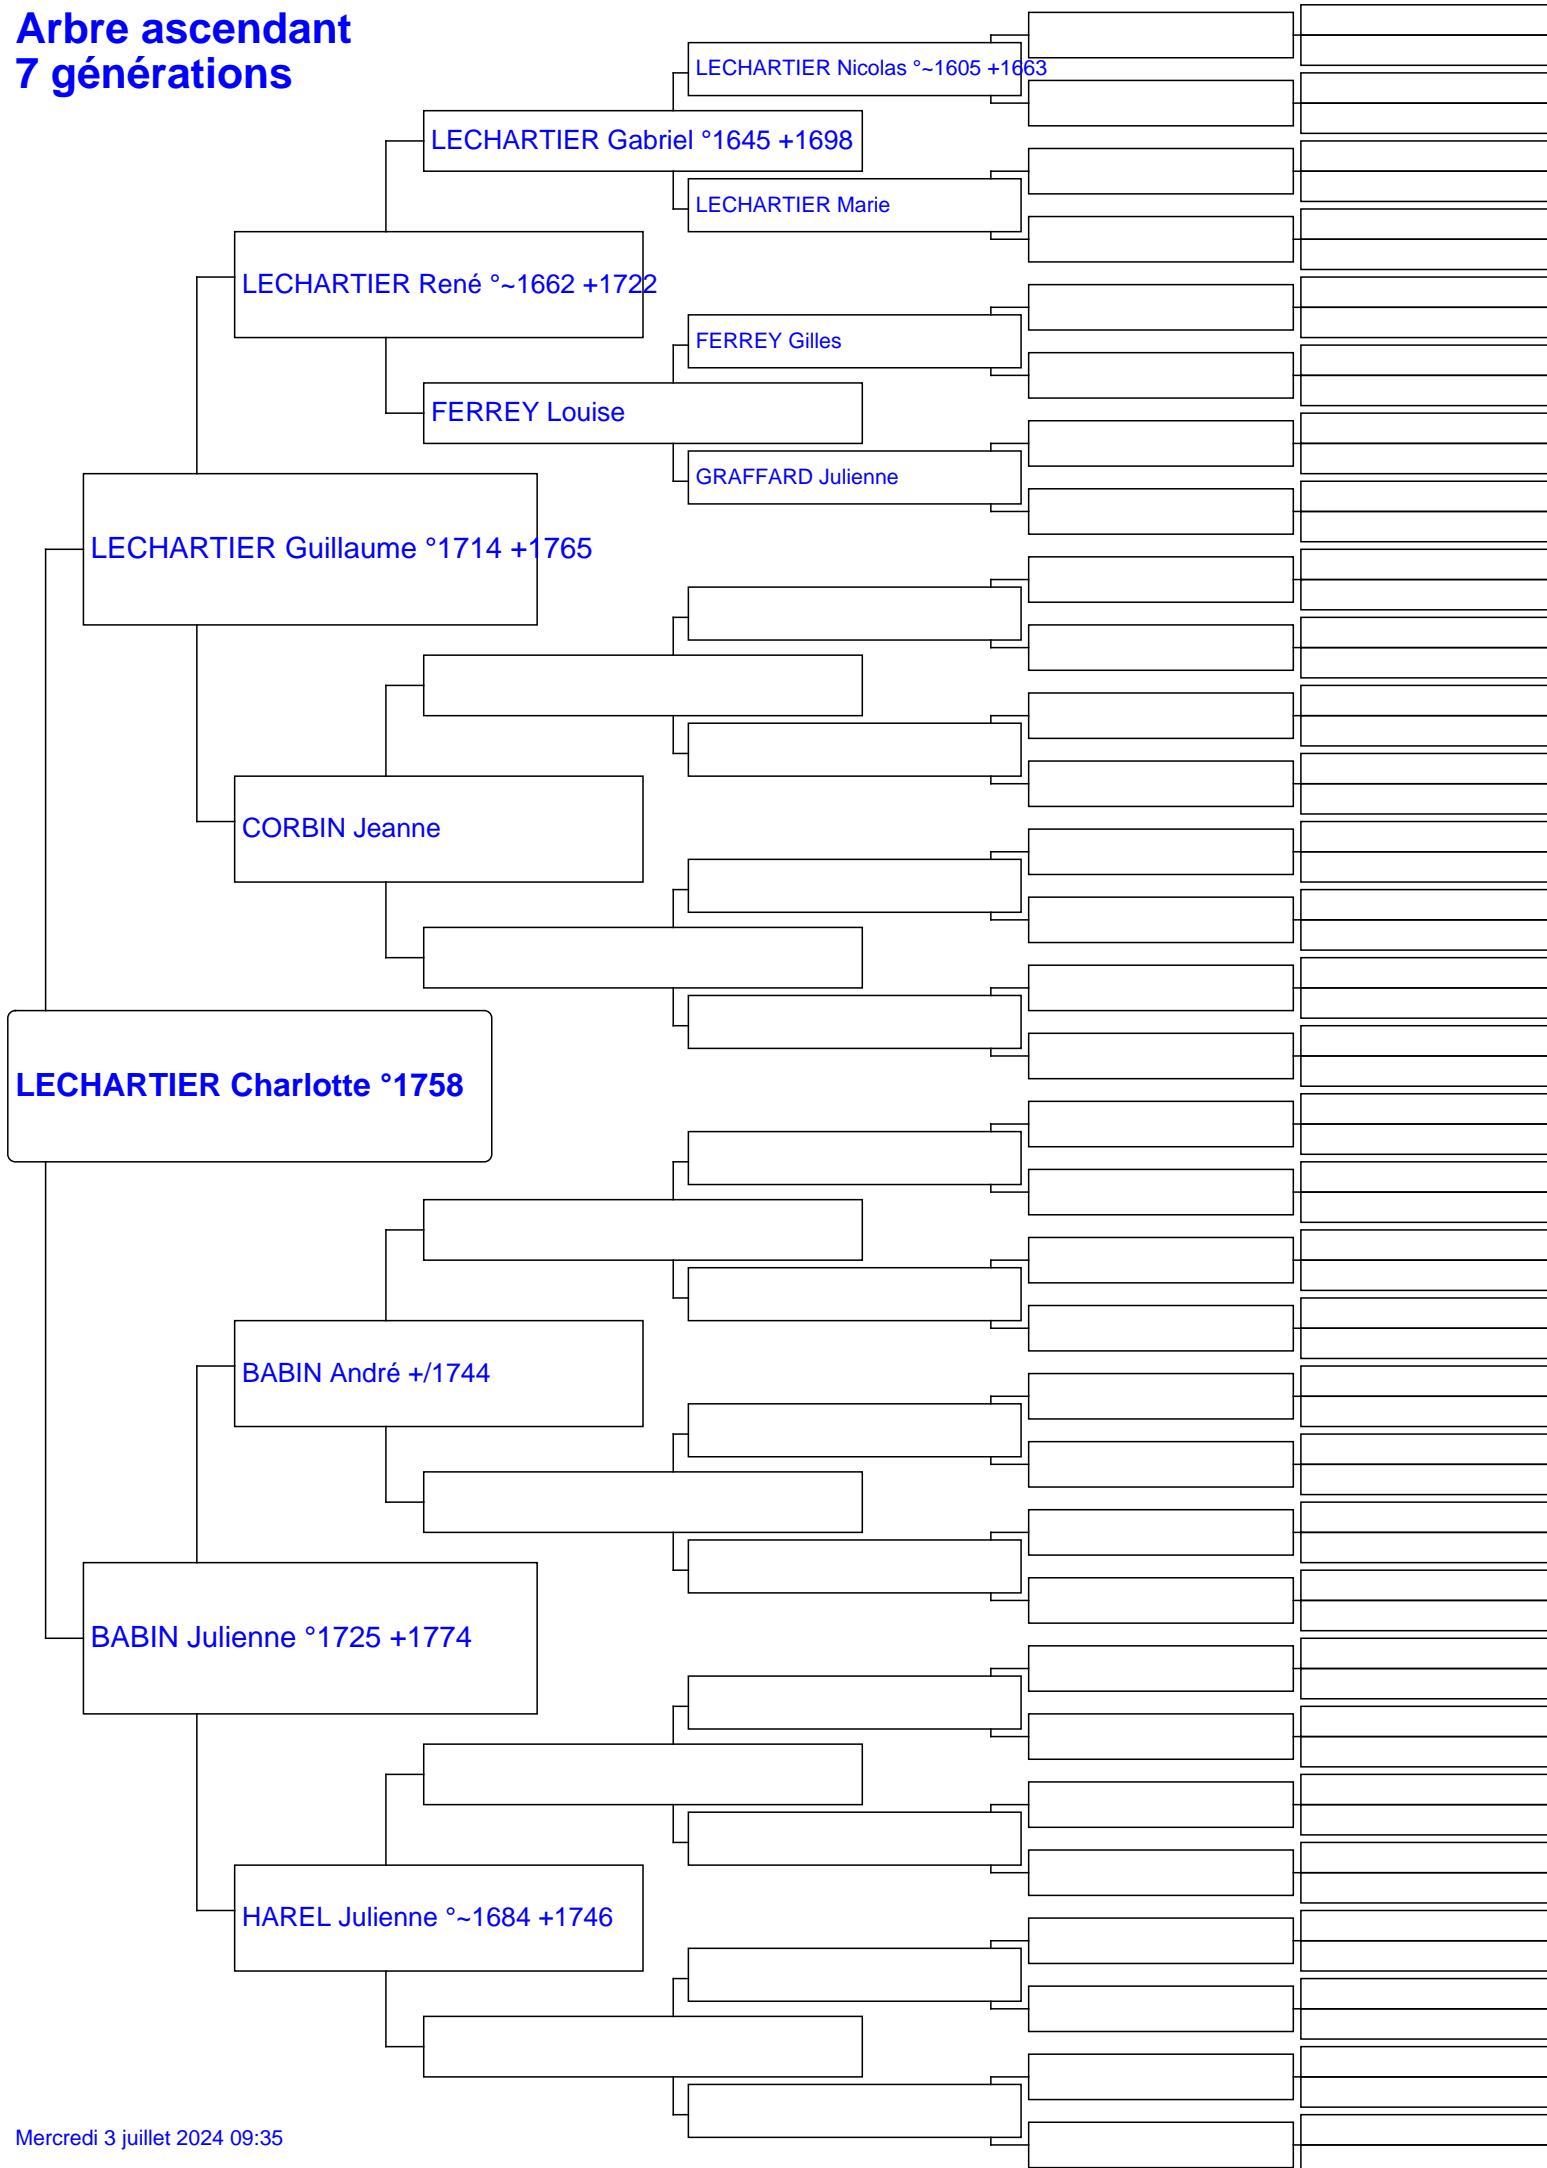 Arbre ascendant
7 générations
LECHARTIER Nicolas °~1605 +1663
LECHARTIER Gabriel °1645 +1698
LECHARTIER Marie
LECHARTIER René °~1662 +1722
FERREY Gilles
FERREY Louise
GRAFFARD Julienne
LECHARTIER Guillaume °1714 +1765
CORBIN Jeanne
LECHARTIER Charlotte °1758
BABIN André +/1744
BABIN Julienne °1725 +1774
HAREL Julienne °~1684 +1746
Mercredi 3 juillet 2024 09:35